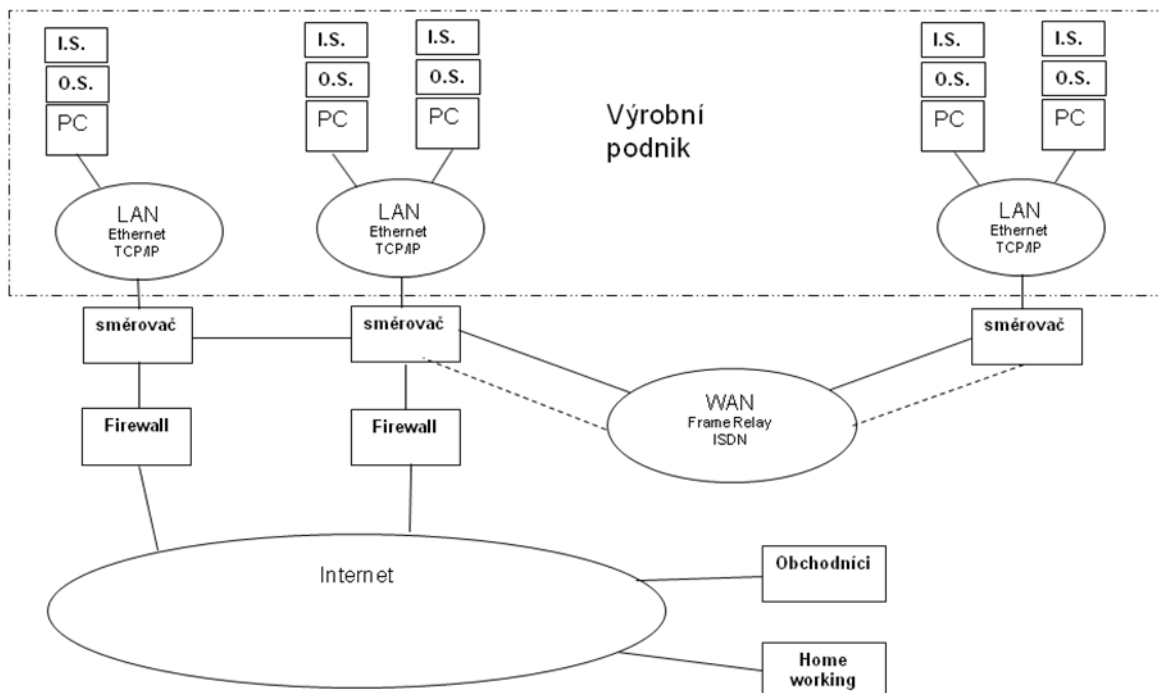 I.S.
I.S.
I.S.
I.S.
I.S.
O.S.
O.S.
O.S.
O.S.
O.S.
PC
PC
PC
PC
PC
Výrobní
podnik
LAN
Ethernet
TCP/IP
LAN
Ethernet
TCP/IP
LAN
Ethernet
TCP/IP
směrovač
směrovač
směrovač
WAN
Frame Relay
ISDN
Firewall
Firewall
Internet
Obchodníci
Home
working